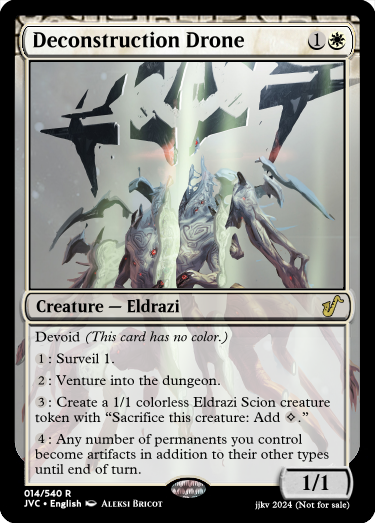 Deconstruction Drone 1
Creature — Eldrazi
Devoid (This card has no color.)
1 : Surveil 1.
2 : Venture into the dungeon.
3 : Create a 1/1 colorless Eldrazi Scion creature
token with “Sacrifice this creature: Add .”
4 : Any number of permanents you control
become artifacts in addition to their other types
until end of turn.
1/1
014/540 R
JVC • English Aleksi Bricot
jjkv 2024 (Not for sale)